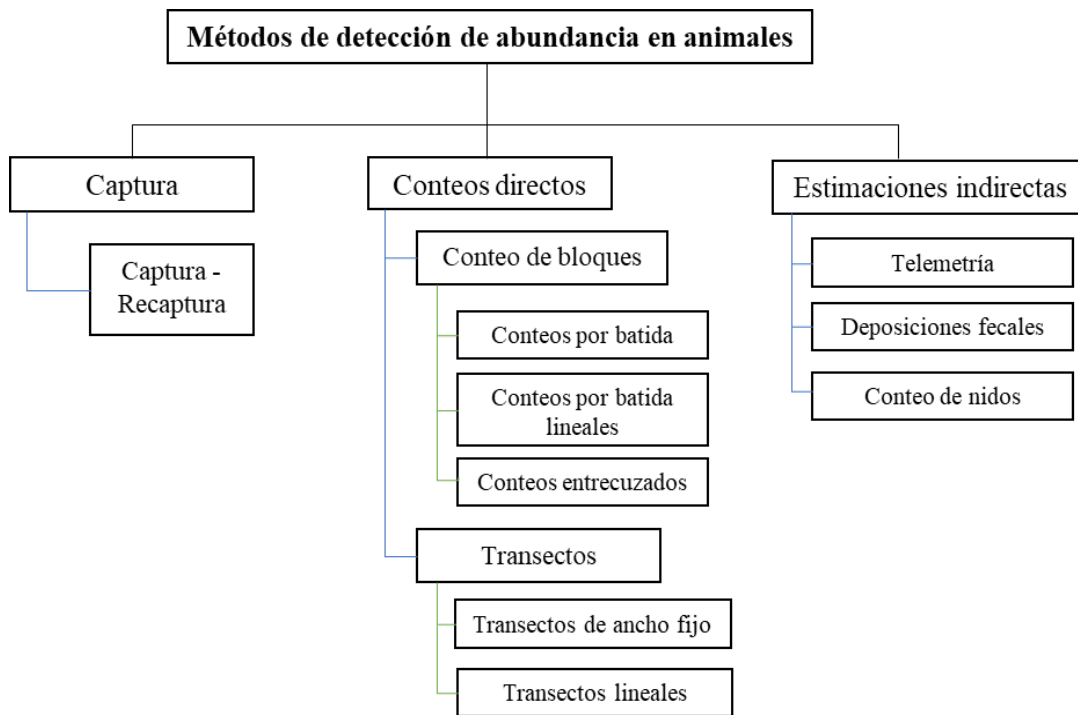 Métodos de detección de abundancia en animales
Captura
Captura -
Recaptura
Conteos directos
Conteo de bloques
Conteos por batida
Conteos por batida
lineales
Conteos entrecuzados
Transectos
Transectos de ancho fijo
Transectos lineales
Estimaciones indirectas
Telemetría
Deposiciones fecales
Conteo de nidos